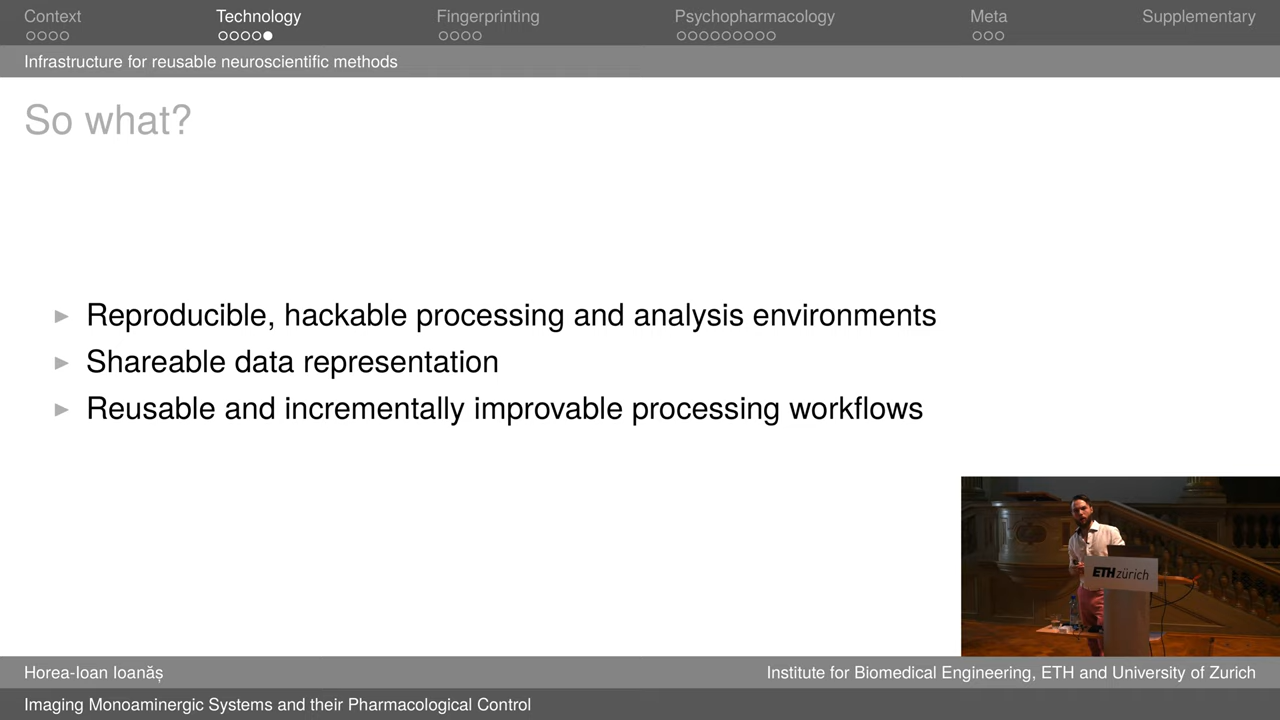 Context Technology Fingerprinting Psychopharmacology Meta Supplementary
Infrastructure for reusable neuroscientific methods
So what?
Reproducible, hackable processing and analysis environments
Shareable data representation
Reusable and incrementally improvable processing workflows
ETH zürich
Horea-Ioan Ioanăș Institute for Biomedical Engineering, ETH and University of Zurich
Imaging Monoaminergic Systems and their Pharmacological Control